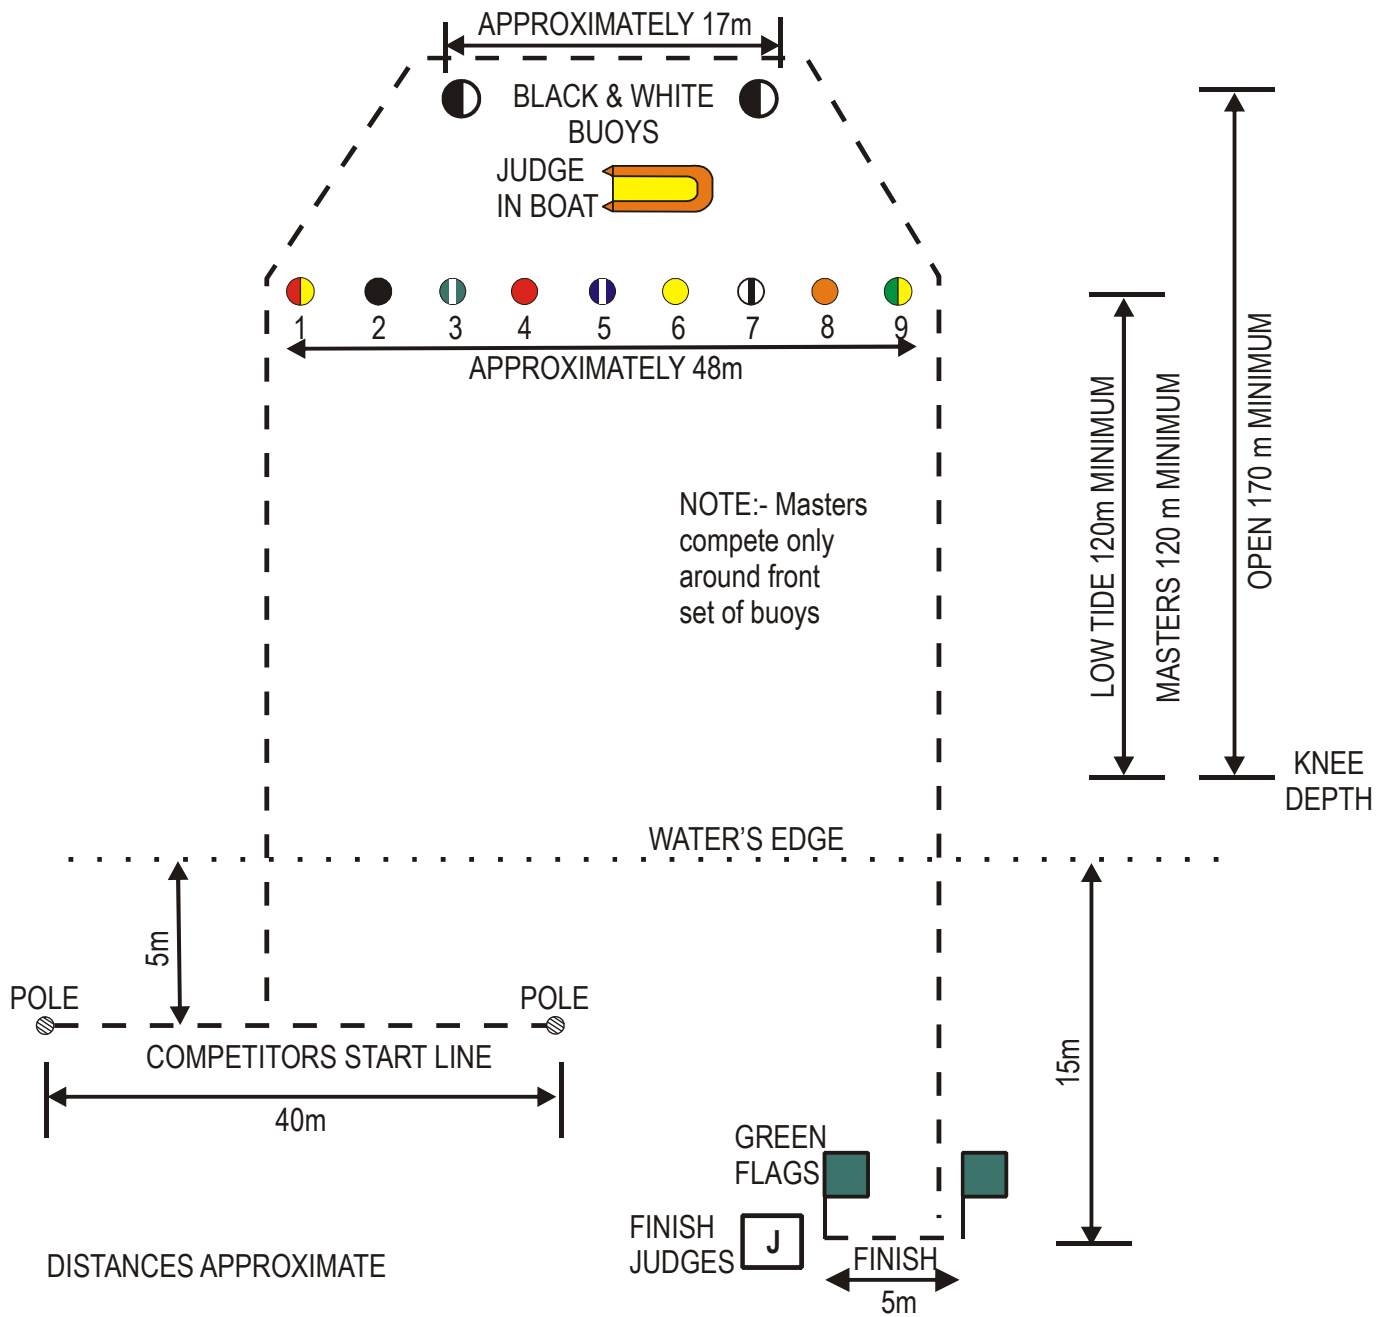 APPROXIMATELY 17m
BLACK & WHITE
BUOYS
JUDGE
IN BOAT
1 2 3 4 5 6 7 8 9
APPROXIMATELY 48m
NOTE:- Masters
compete only
around front
set of buoys
LOW TIDE 120m MINIMUM
MASTERS 120 m MINIMUM
OPEN 170 m MINIMUM
KNEE
DEPTH
WATER’S EDGE
5m
POLE POLE
COMPETITORS START LINE
40m
15m
GREEN
FLAGS
FINISH
JUDGES
J
FINISH
5m
DISTANCES APPROXIMATE